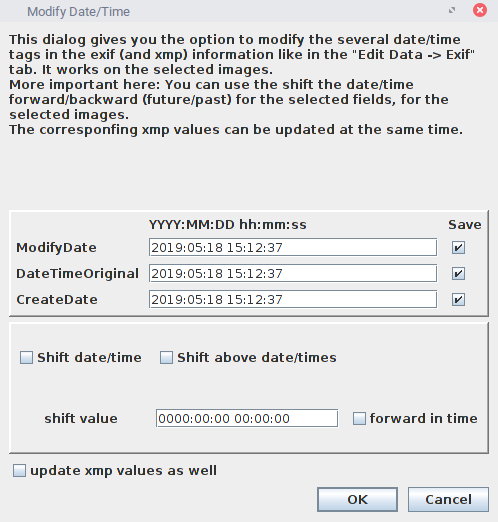 Modify Date/Time
This dialog gives you the option to modify the several date/time
tags in the exif (and xmp) information like in the "Edit Data -> Exif"
tab. It works on the selected images.
More important here: You can use the shift the date/time
forward/backward (future/past) for the selected fields, for the
selected images.
The corresponfing xmp values can be updated at the same time.
YYYY:MM:DD hh:mm:ss Save
ModifyDate 2019:05:18 15:12:37
DateTimeOriginal 2019:05:18 15:12:37
CreateDate 2019:05:18 15:12:37
Shift date/time Shift above date/times
shift value 0000:00:00 00:00:00 forward in time
update xmp values as well
OK Cancel